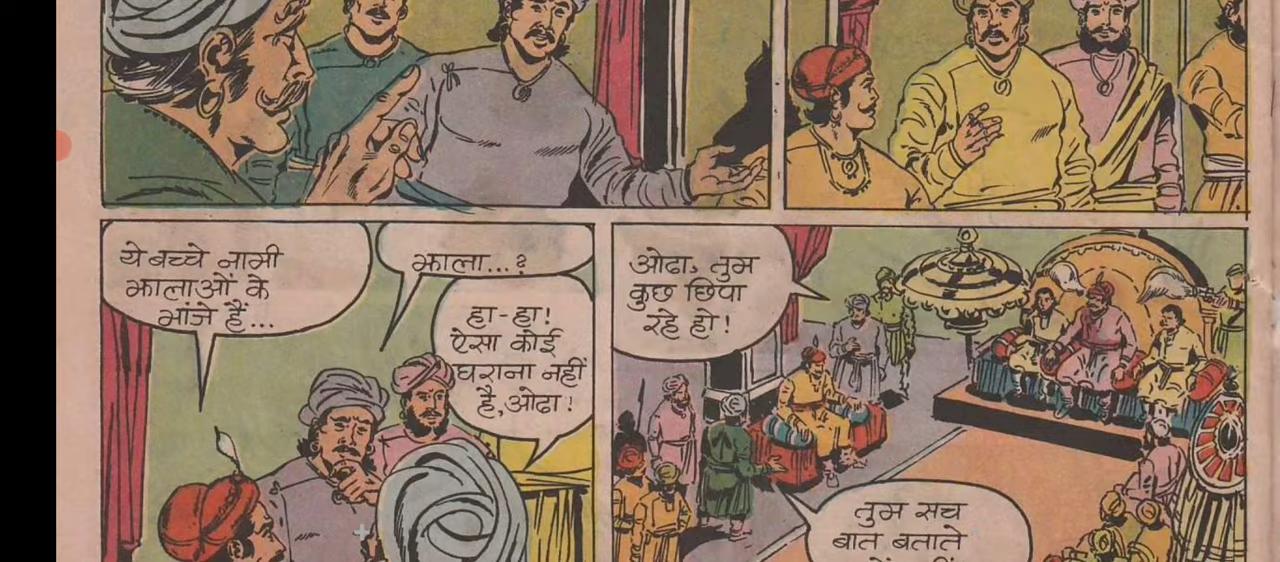 ये बच्चे नामी
झालाओं के
भांजे हैं...
झाला...?
हा-हा!
ऐसा कोई
घराना नहीं
है, ओढा!
ओढा, तुम
कुछ छिपा
रहे हो!
तुम सच
बात बताते